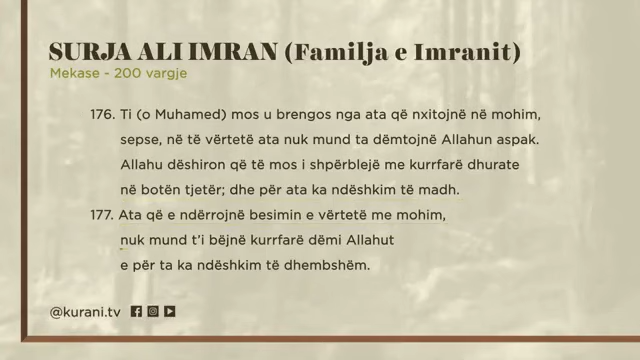 SURJA ALI IMRAN (Familja e Imranit)
Mekase - 200 vargje
176. Ti (o Muhamed) mos u brengos nga ata që nxitojnë në mohim,
sepse, në të vërtetë ata nuk mund ta dëmtojnë Allahun aspak.
Allahu dëshiron që të mos i shpërblejë me kurrfarë dhurate
në botën tjetër; dhe për ata ka ndëshkim të madh.
177. Ata që e ndërrojnë besimin e vërtetë me mohim,
nuk mund t'i bëjnë kurrfarë dëmi Allahut
e për ta ka ndëshkim të dhembshëm.
@kurani.tv